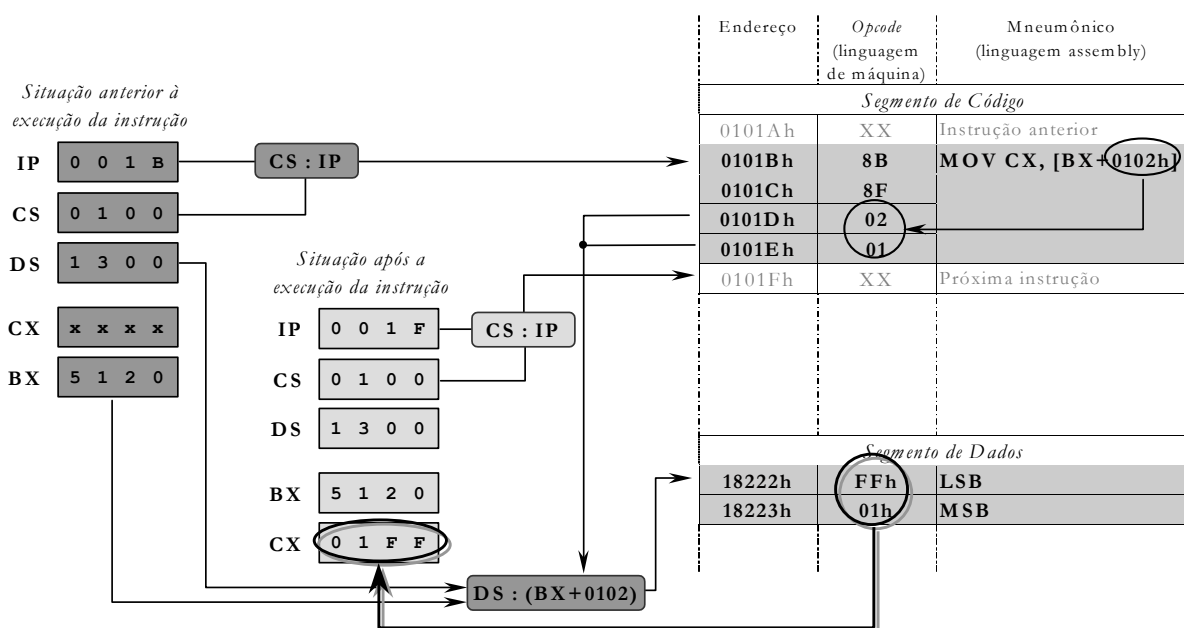 Endereço
Opcode
(linguagem
de máquina)
Mneumônico
(linguagem assembly)
Segmento de Código
0101Ah XX Instrução anterior
0101Bh 8B MOV CX, [BX+0102h]
0101Ch 8F
0101Dh 02
0101Eh 01
0101Fh XX Próxima instrução
Situação anterior à
execução da instrução
IP 0 0 1 B
CS : IP
CS 0 1 0 0
DS 1 3 0 0
CX x x x x
BX 5 1 2 0
Situação após a
execução da instrução
IP 0 0 1 F
CS : IP
CS 0 1 0 0
DS 1 3 0 0
BX 5 1 2 0
CX 0 1 F F
DS : (BX+0102)
Segmento de Dados
18222h FFh LSB
18223h 01h MSB